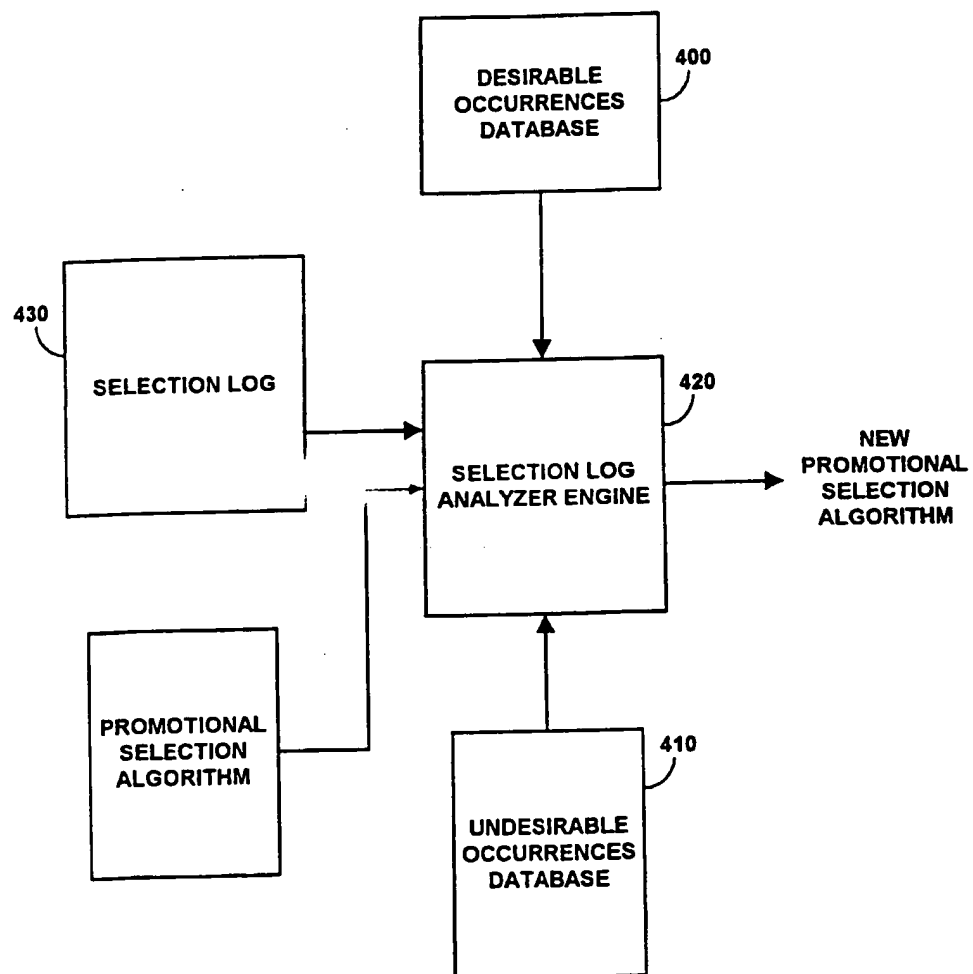 DESIRABLE
OCCURRENCES
DATABASE
400
430
SELECTION LOG
420
SELECTION LOG
ANALYZER ENGINE
NEW
PROMOTIONAL
SELECTION
ALGORITHM
PROMOTIONAL
SELECTION
ALGORITHM
410
UNDESIRABLE
OCCURRENCES
DATABASE